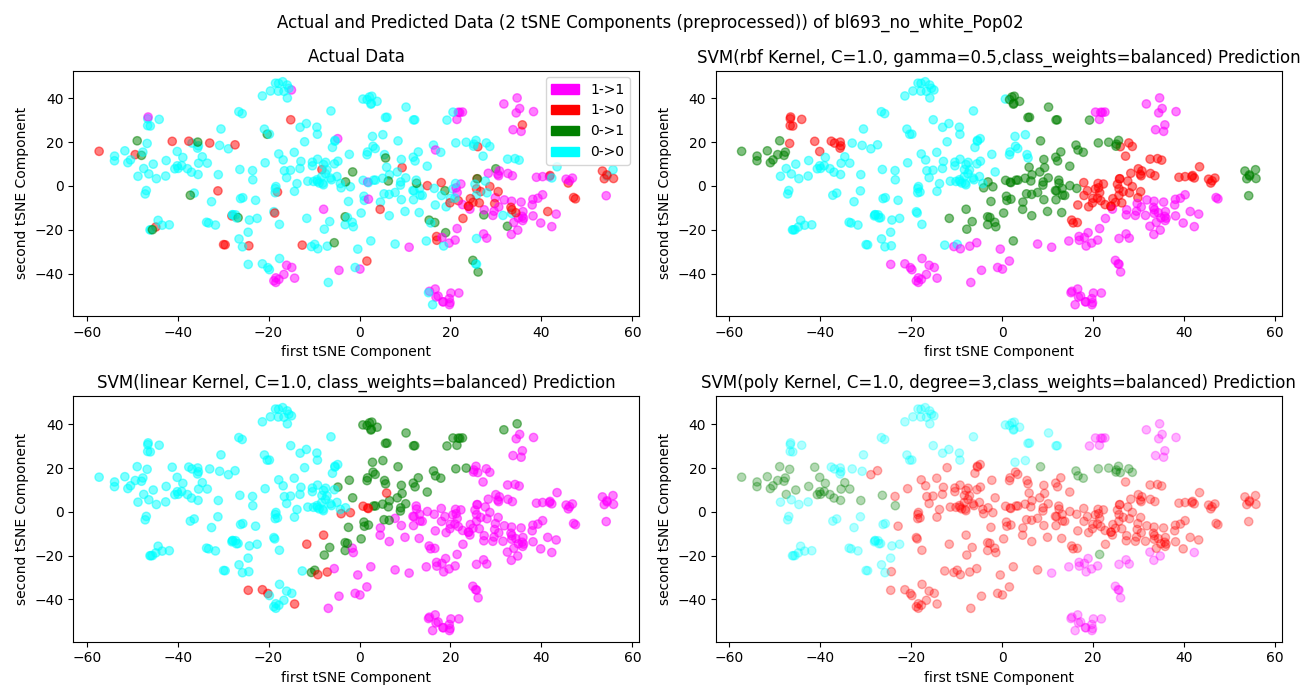 Actual and Predicted Data (2 tSNE Components (preprocessed)) of bl693_no_white_Pop02
Actual Data
second tSNE Component
40
20
0
−20
−40
1->1
1->0
0->1
0->0
−60 −40 −20 0 20 40 60
first tSNE Component
SVM(rbf Kernel, C=1.0, gamma=0.5,class_weights=balanced) Prediction
second tSNE Component
40
20
0
−20
−40
−60 −40 −20 0 20 40 60
first tSNE Component
SVM(linear Kernel, C=1.0, class_weights=balanced) Prediction
second tSNE Component
40
20
0
−20
−40
−60 −40 −20 0 20 40 60
first tSNE Component
SVM(poly Kernel, C=1.0, degree=3,class_weights=balanced) Prediction
second tSNE Component
40
20
0
−20
−40
−60 −40 −20 0 20 40 60
first tSNE Component